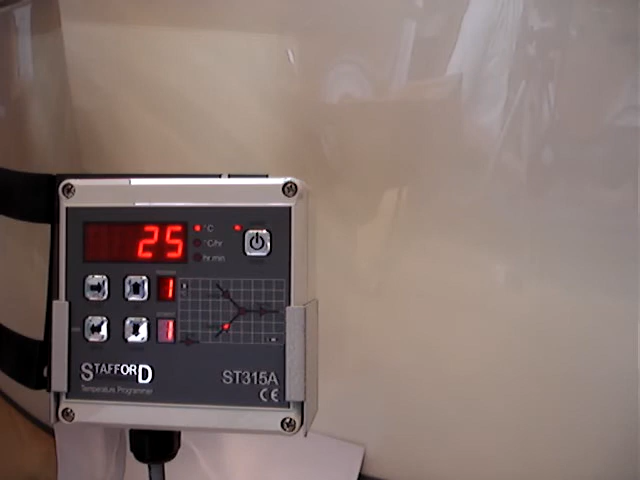 25
°C
°C/hr
hr.min
1
1
STAFFORD
Temperature Programmer
ST315A
CE